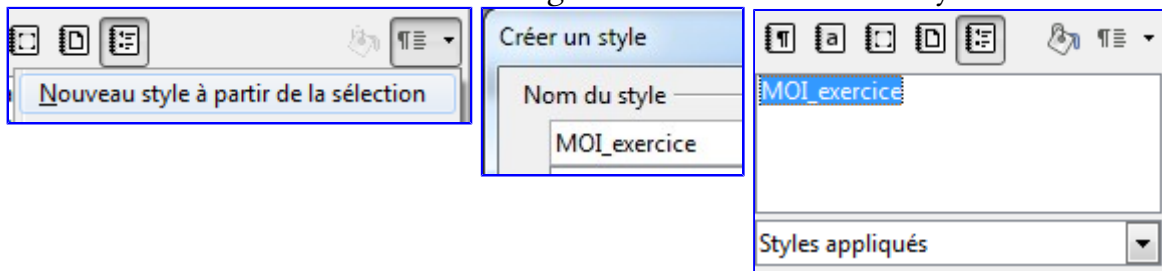 Nouveau style à partir de la sélection
Créer un style
Nom du style
MOI_exercice
MOI_exercice
Styles appliqués